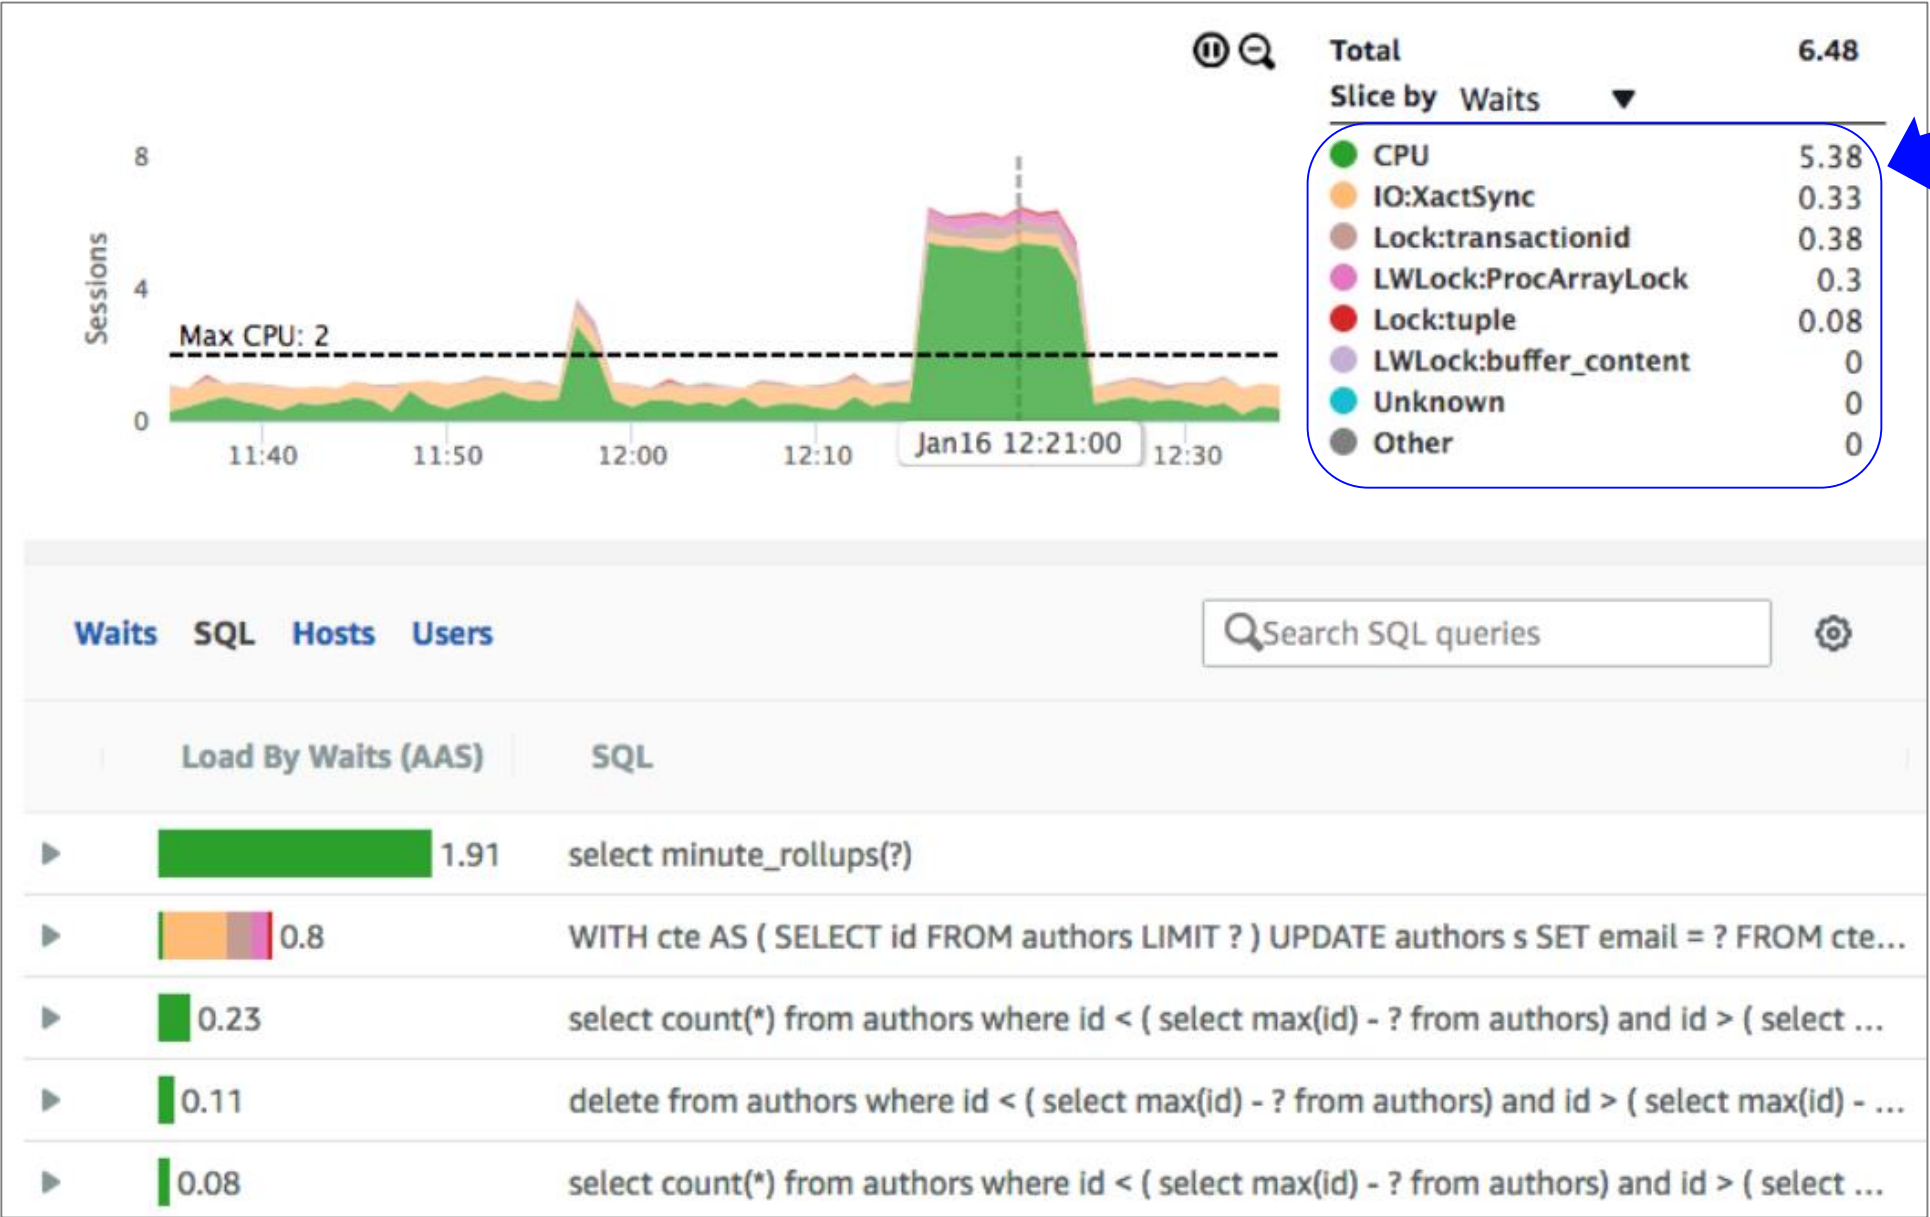 Total 6.48
Slice by Waits
CPU 5.38
IO:XactSync 0.33
Lock:transactionid 0.38
LWLock:ProcArrayLock 0.3
Lock:tuple 0.08
LWLock:buffer_content 0
Unknown 0
Other 0
Sessions
8
4
0
Max CPU: 2
11:40 11:50 12:00 12:10 Jan16 12:21:00 12:30
Waits SQL Hosts Users Search SQL queries
Load By Waits (AAS) SQL
1.91 select minute_rollups(?)
0.8 WITH cte AS ( SELECT id FROM authors LIMIT ? ) UPDATE authors s SET email = ? FROM cte...
0.23 select count(*) from authors where id < ( select max(id) - ? from authors) and id > ( select ...
0.11 delete from authors where id < ( select max(id) - ? from authors) and id > ( select max(id) - ...
0.08 select count(*) from authors where id < ( select max(id) - ? from authors) and id > ( select ...